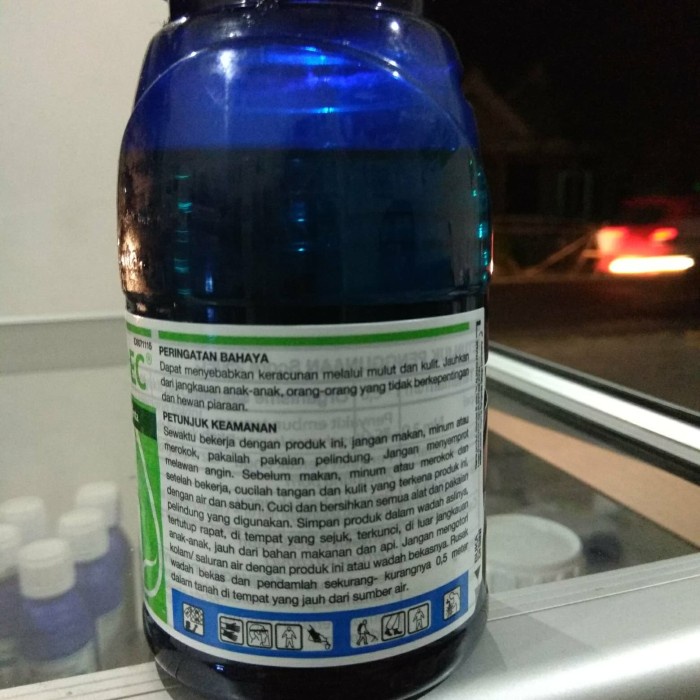 EC®
PERINGATAN BAHAYA
Dapat menyebabkan keracunan melalui mulut dan kulit. Jauhkan
dari jangkauan anak-anak, orang-orang yang tidak berkepentingan
dan hewan piaraan.
PETUNJUK KEAMANAN
Sewaktu bekerja dengan produk ini, jangan makan, minum atau
merokok, pakailah pakaian pelindung. Jangan menyemprot
melawan angin. Sebelum makan, minum atau merokok dan
setelah bekerja, cucilah tangan dan kulit yang terkena produk ini,
dengan air dan sabun. Cuci dan bersihkan semua alat dan pakaian
pelindung yang digunakan. Simpan produk dalam wadah aslinya,
tertutup rapat, di tempat yang sejuk, terkunci, di luar jangkauan
anak-anak, jauh dari bahan makanan dan api. Jangan mengotori
kolam/ saluran air dengan produk ini atau wadah bekasnya. Rusak
wadah bekas dan pendamlah sekurang- kurangnya 0,5 meter
dalam tanah di tempat yang jauh dari sumber air.